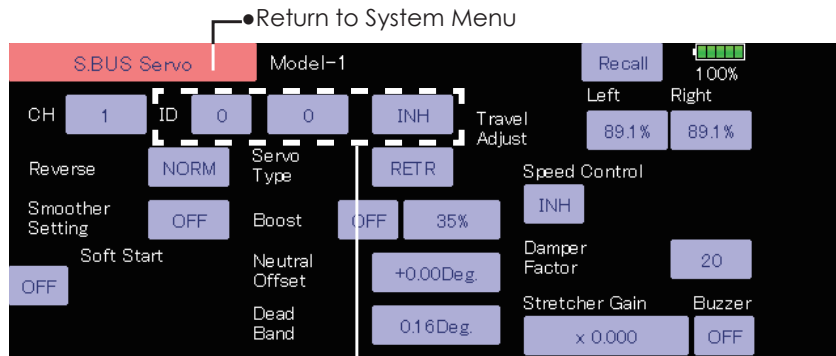 ●Return to System Menu
S.BUS Servo Model-1 Recall 100%
Left Right
CH 1 ID 0 0 INH Travel Adjust 89.1% 89.1%
Reverse NORM Servo Type RETR Speed Control
INH
Smoother Setting OFF Boost OFF 35%
Soft Start
OFF
Neutral Offset +0.00Deg. Damper Factor 20
Dead Band 0.16Deg. Stretcher Gain Buzzer
x 0.000 OFF